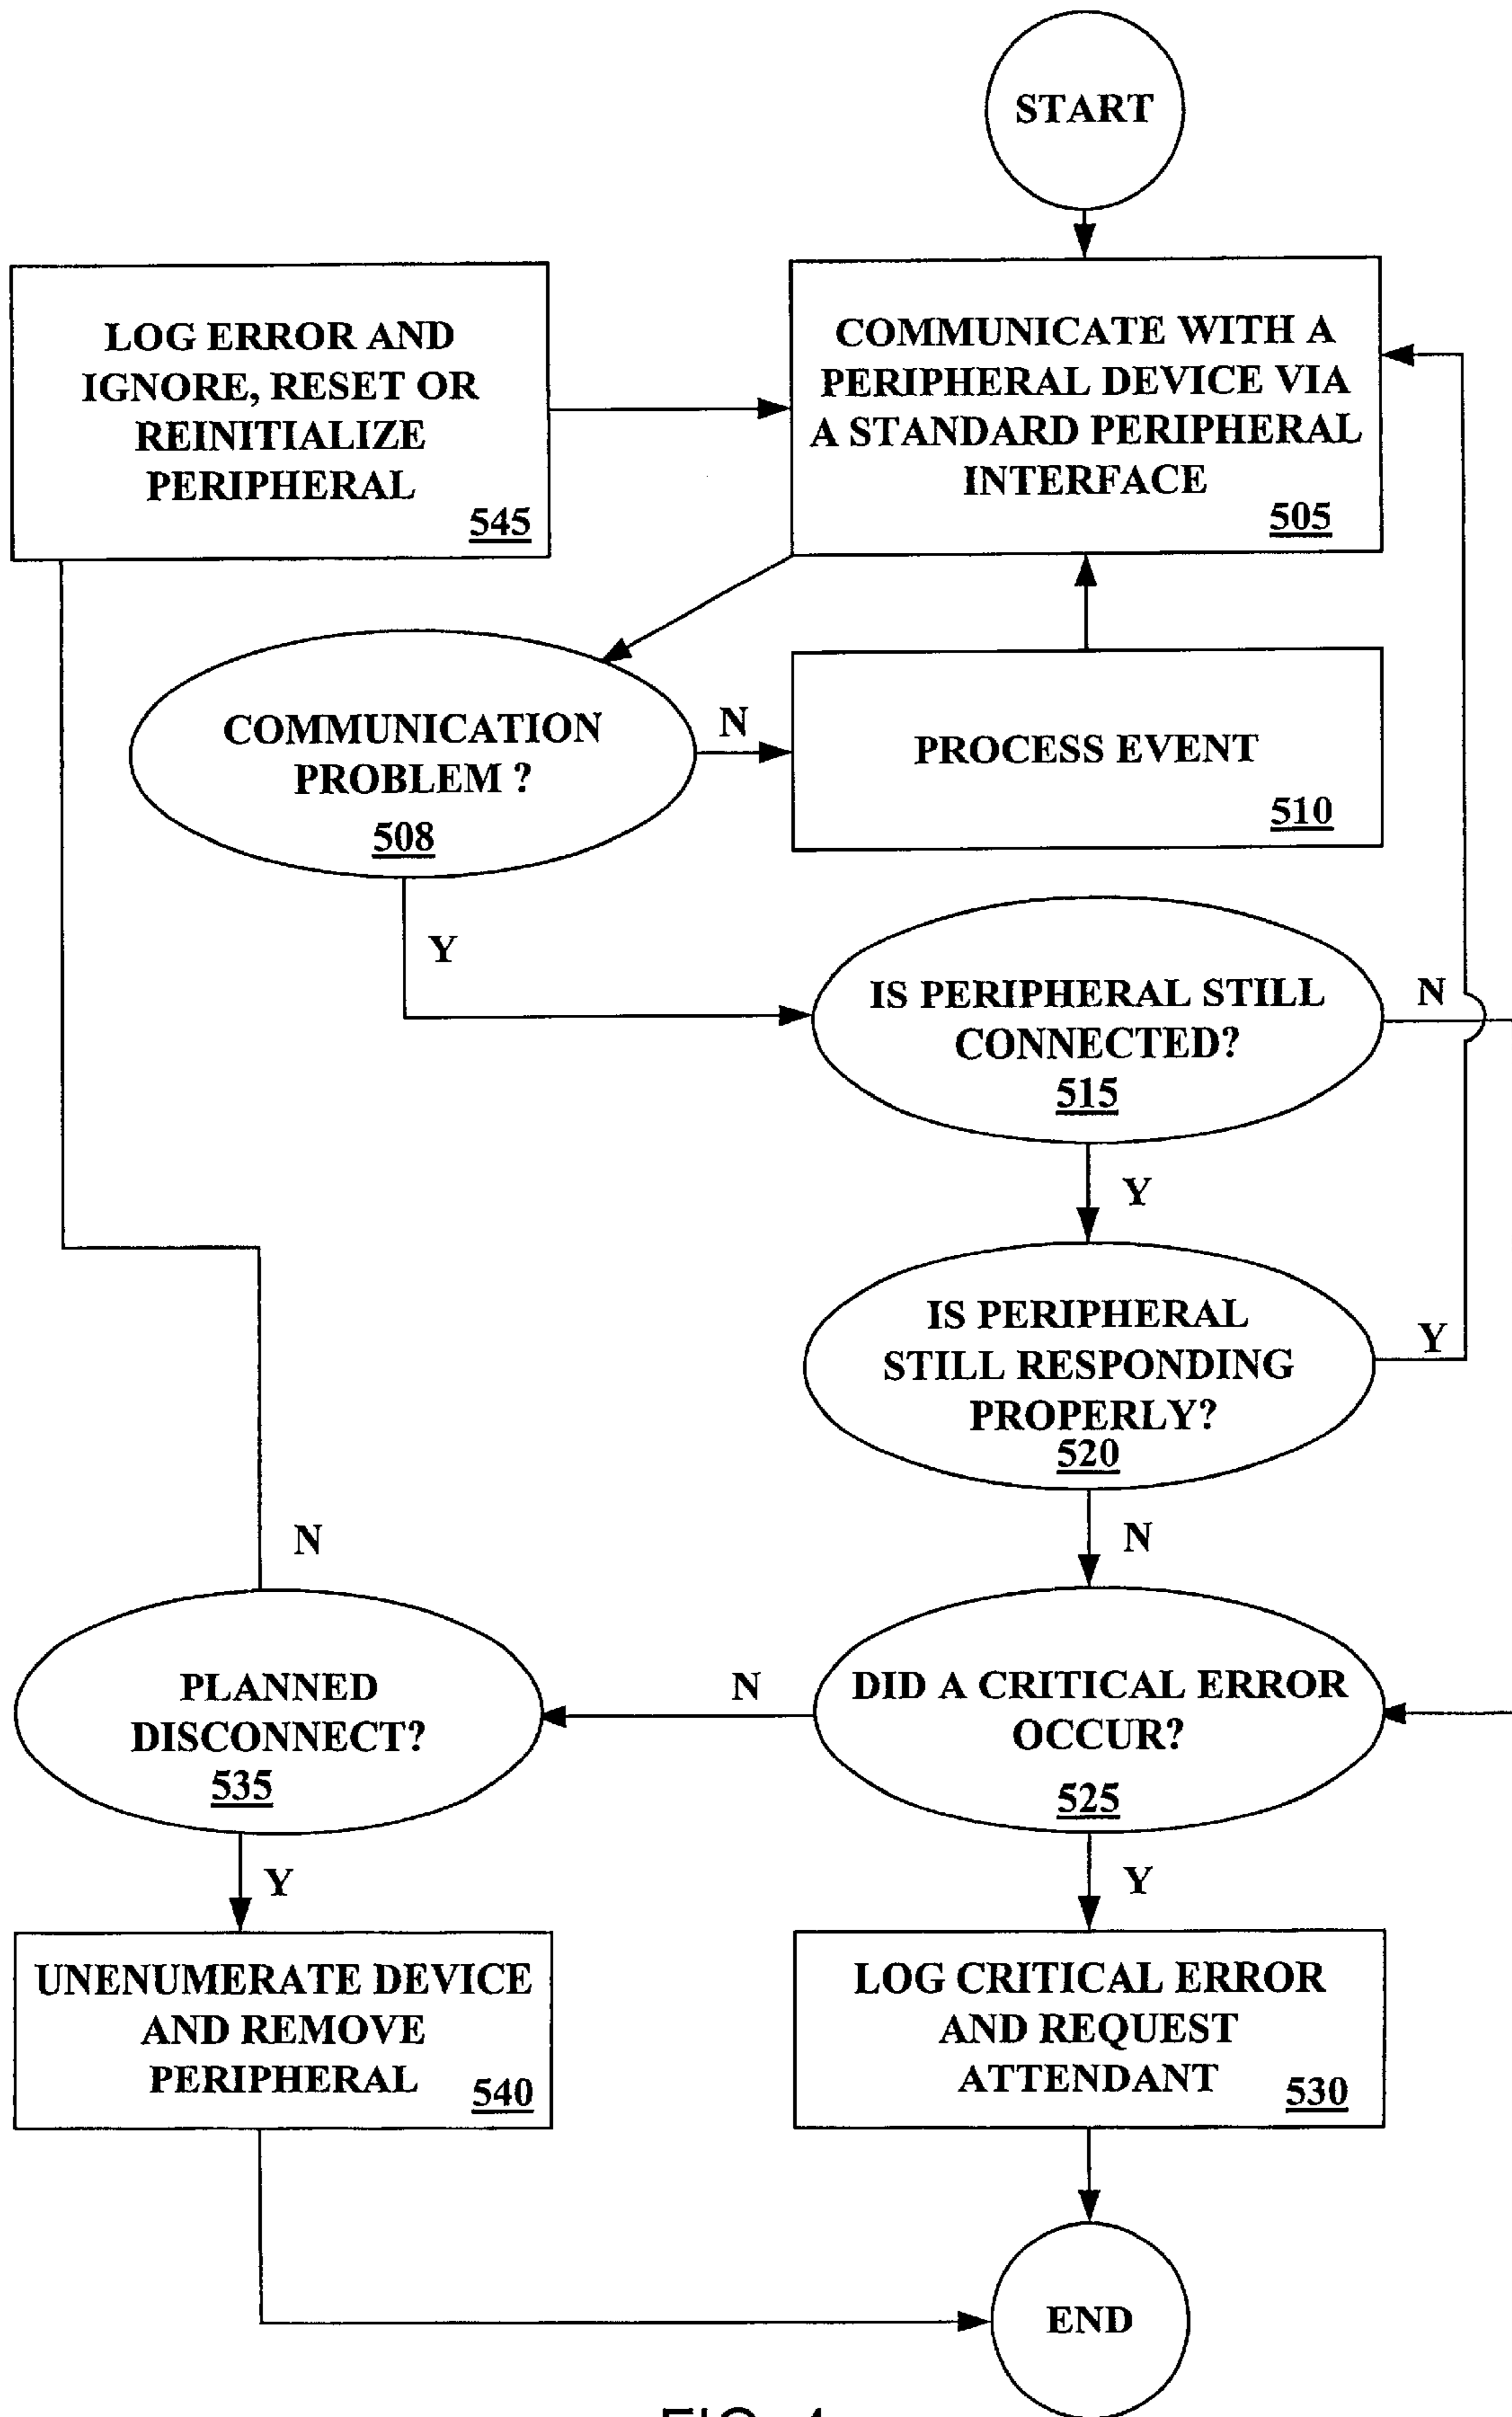 START
LOG ERROR AND
IGNORE, RESET OR
REINITIALIZE
PERIPHERAL
545
COMMUNICATE WITH A
PERIPHERAL DEVICE VIA
A STANDARD PERIPHERAL
INTERFACE
505
COMMUNICATION
PROBLEM ?
508
N
PROCESS EVENT
510
Y
IS PERIPHERAL STILL
CONNECTED?
515
N
Y
IS PERIPHERAL
STILL RESPONDING
PROPERLY?
520
Y
N
N
PLANNED
DISCONNECT?
535
N
DID A CRITICAL ERROR
OCCUR?
525
Y
Y
UNENUMERATE DEVICE
AND REMOVE
PERIPHERAL
540
LOG CRITICAL ERROR
AND REQUEST
ATTENDANT
530
END